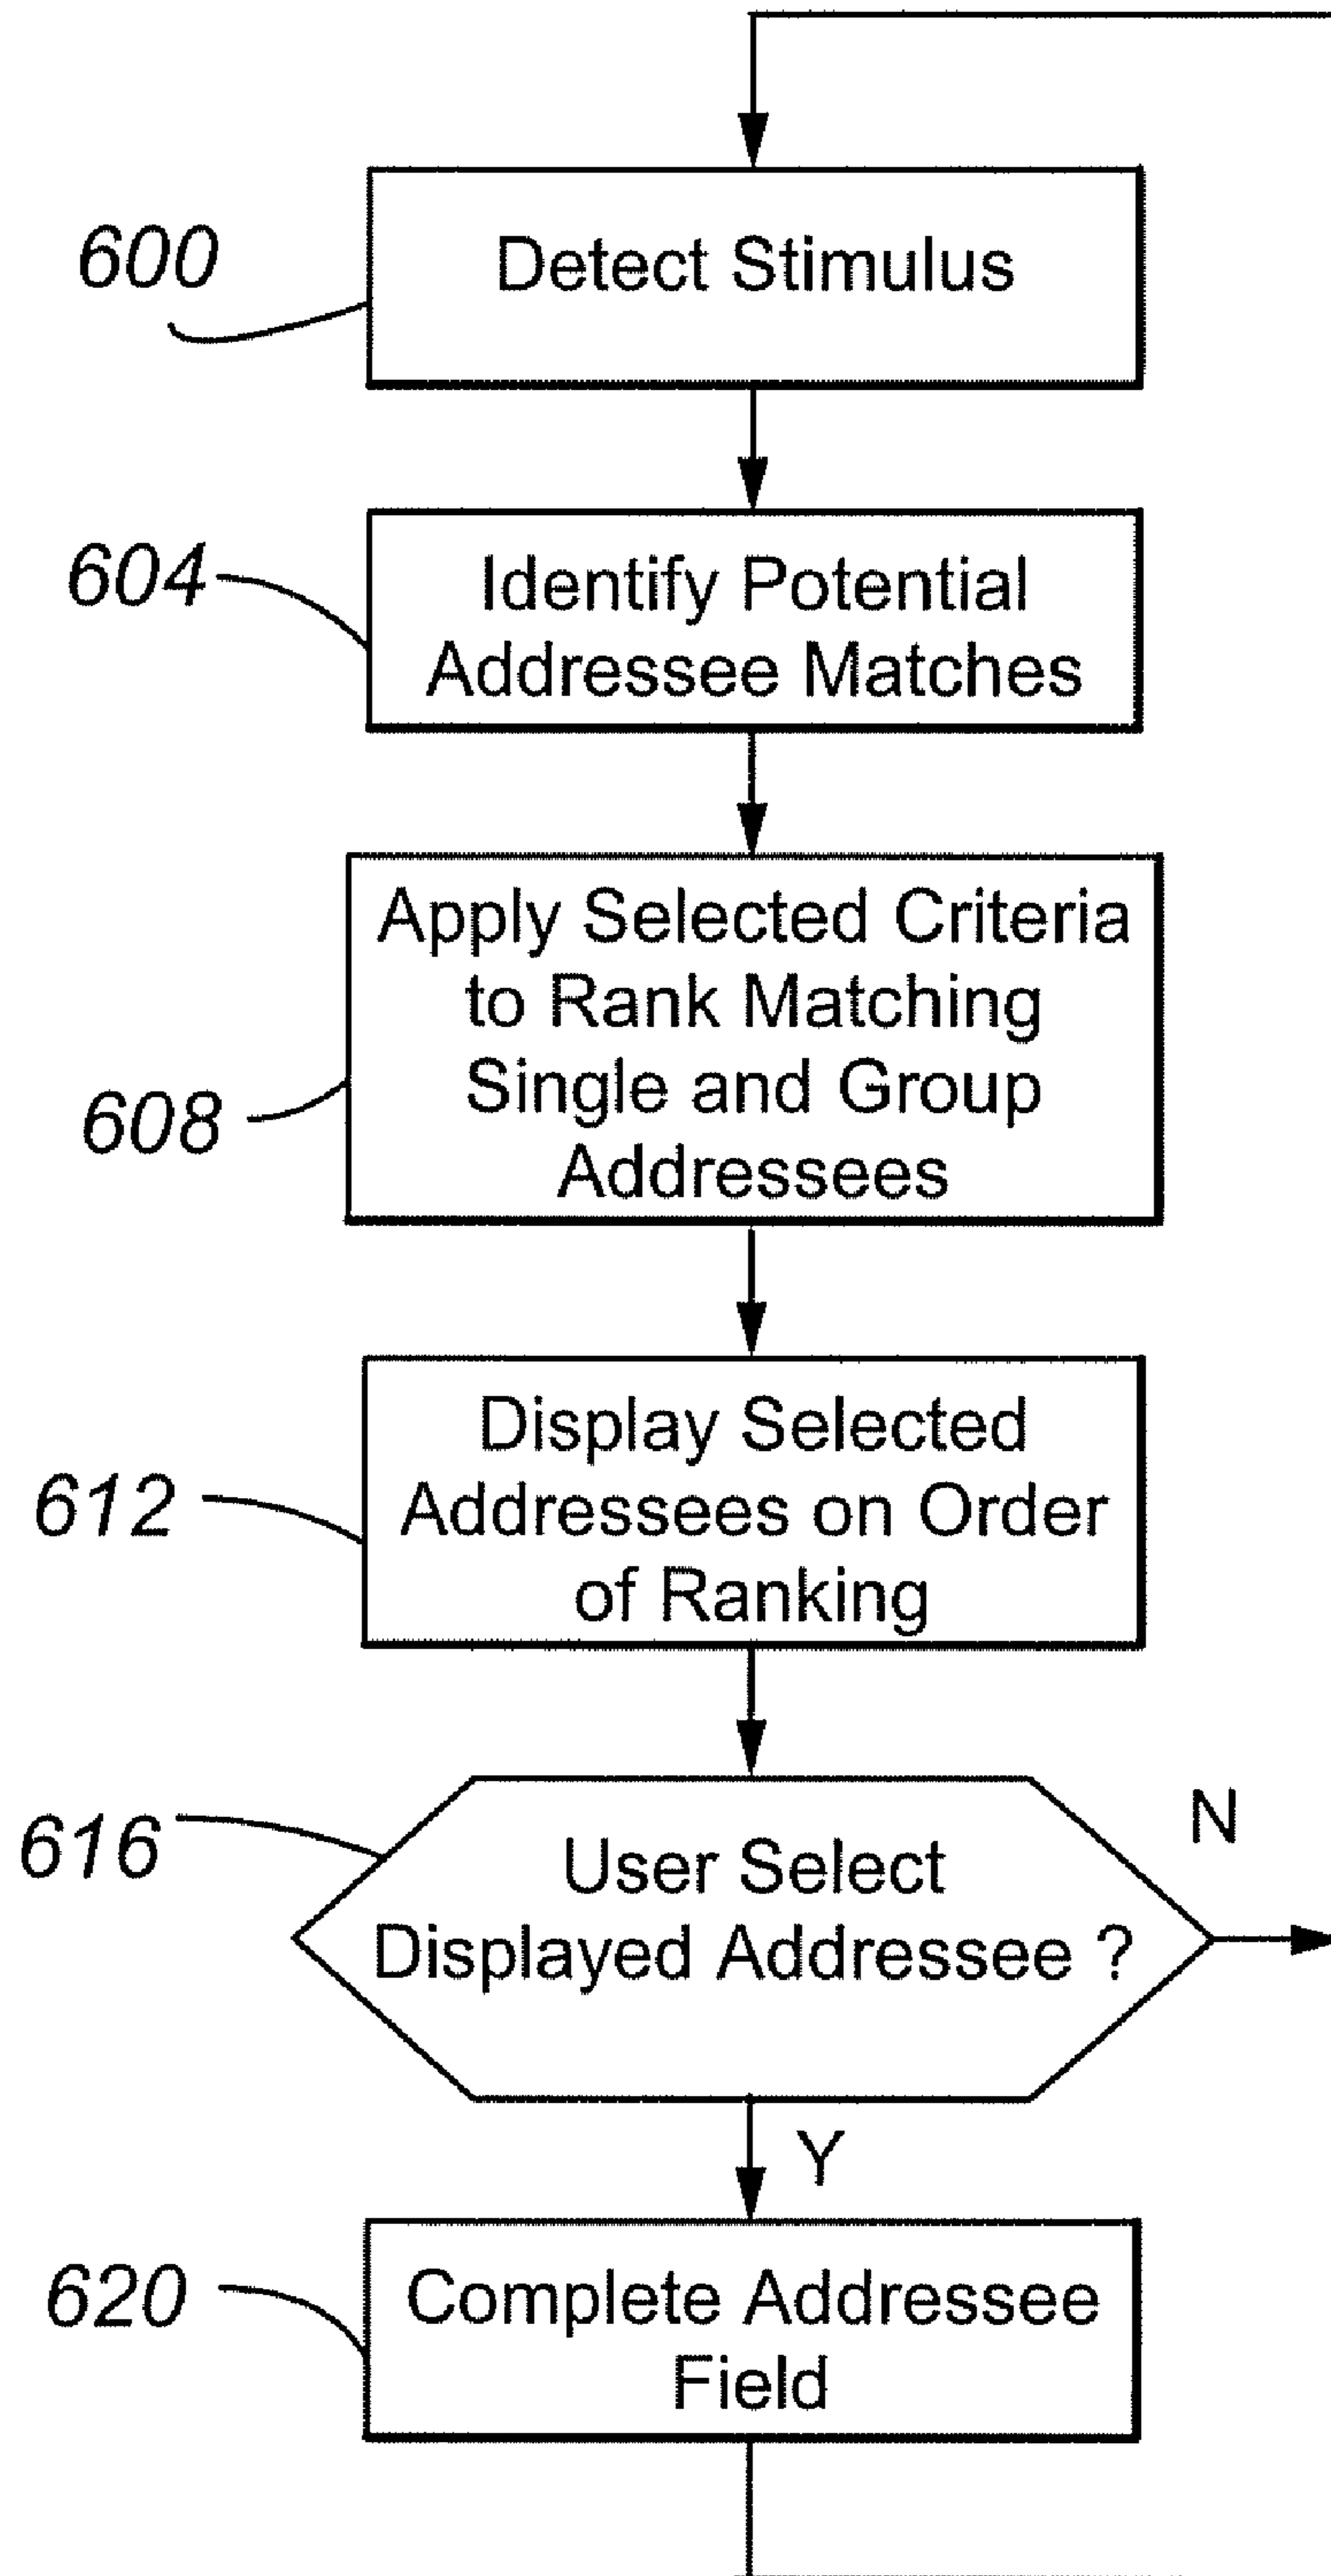 600
Detect Stimulus
604
Identify Potential
Addressee Matches
608
Apply Selected Criteria
to Rank Matching
Single and Group
Addressees
612
Display Selected
Addressees on Order
of Ranking
616
User Select
Displayed Addressee ?
N
Y
620
Complete Addressee
Field